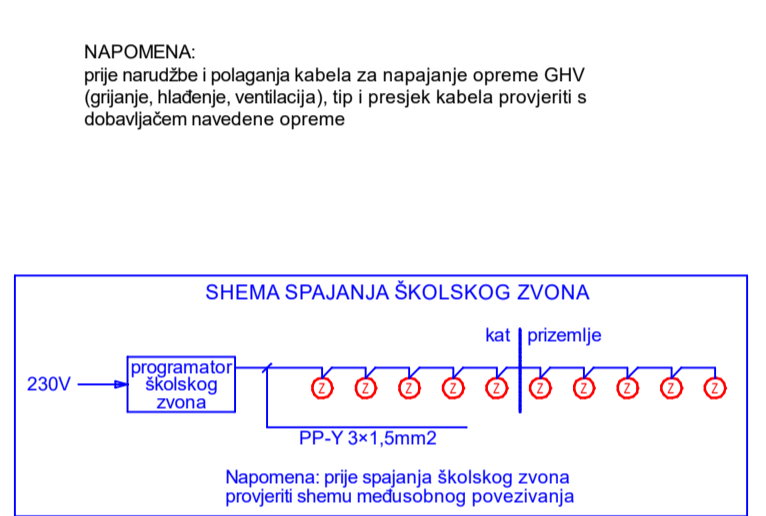 NAPOMENA:
prije narudžbe i polaganja kabela za napajanje opreme GHV
(grijanje, hlađenje, ventilacija), tip i presjek kabela provjeriti s
dobavljačem navedene opreme
SHEMA SPAJANJA ŠKOLSKOG ZVONA
kat prizemlje
230V
programator
školskog
zvona
Z Z Z Z Z Z Z Z Z Z
PP-Y 3×1,5mm2
Napomena: prije spajanja školskog zvona
provjeriti shemu međusobnog povezivanja